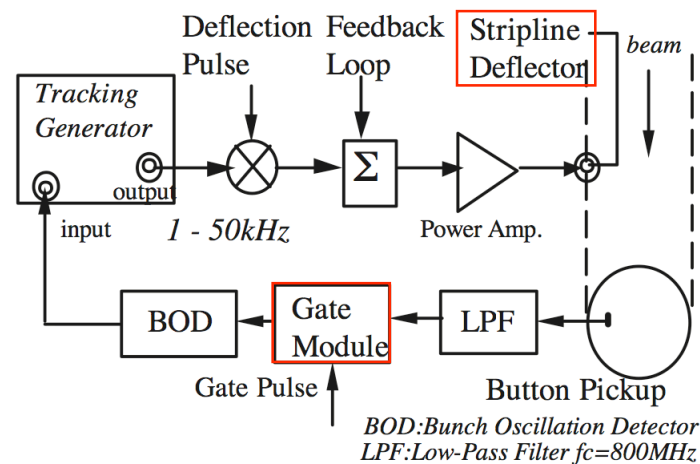 Deflection
Pulse
Feedback
Loop
Stripline
Deflector
beam
Tracking
Generator
output
input
1 - 50kHz
Σ
Power Amp.
BOD
Gate
Module
LPF
Gate Pulse
Button Pickup
BOD:Bunch Oscillation Detector
LPF:Low-Pass Filter fc=800MHz